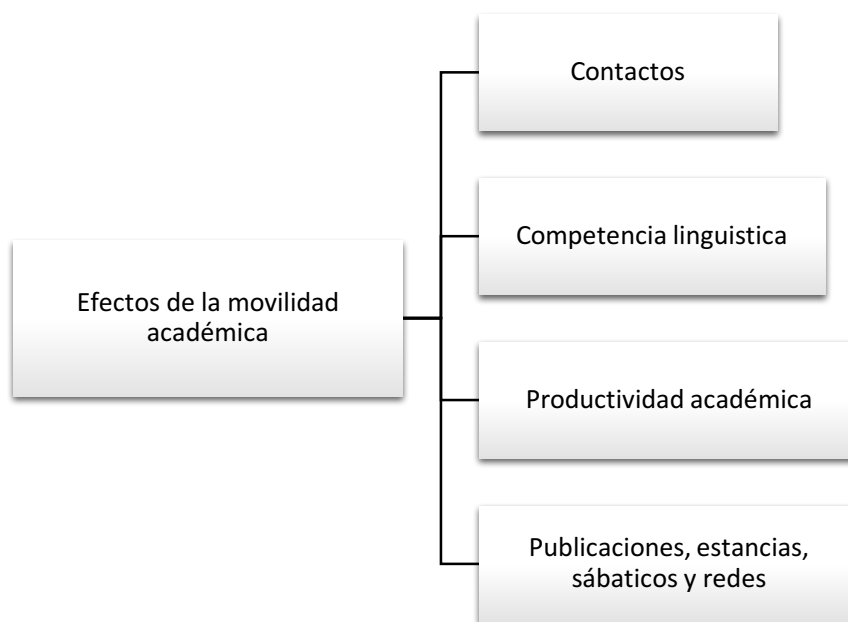 Contactos
Competencia linguistica
Efectos de la movilidad
académica
Productividad académica
Publicaciones, estancias,
sábaticos y redes